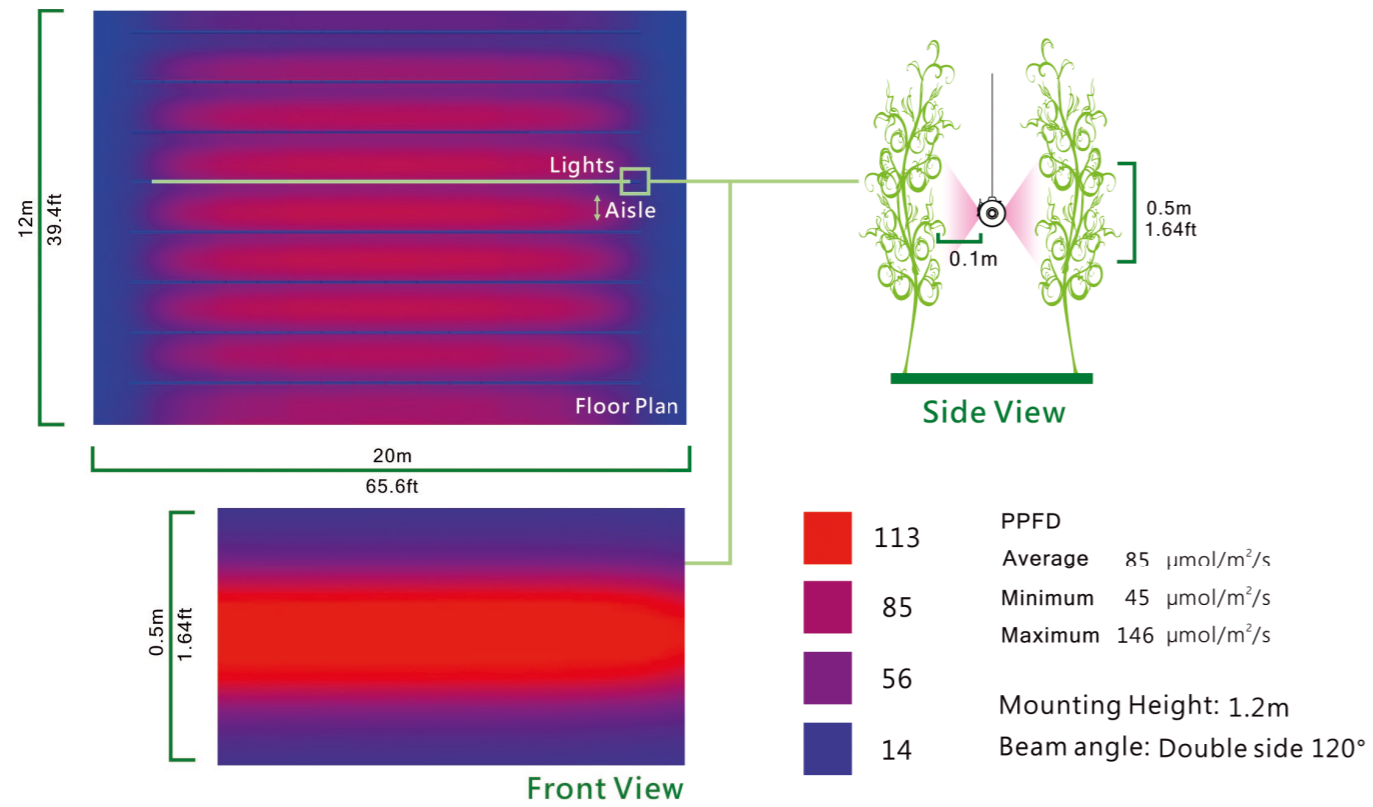 Lights
Aisle
Floor Plan
12m
39.4ft
20m
65.6ft
0.5m
1.64ft
0.1m
Side View
0.5m
1.64ft
Front View
113
85
56
14
PPFD
Average 85 μmol/m²/s
Minimum 45 μmol/m²/s
Maximum 146 μmol/m²/s
Mounting Height: 1.2m
Beam angle: Double side 120°